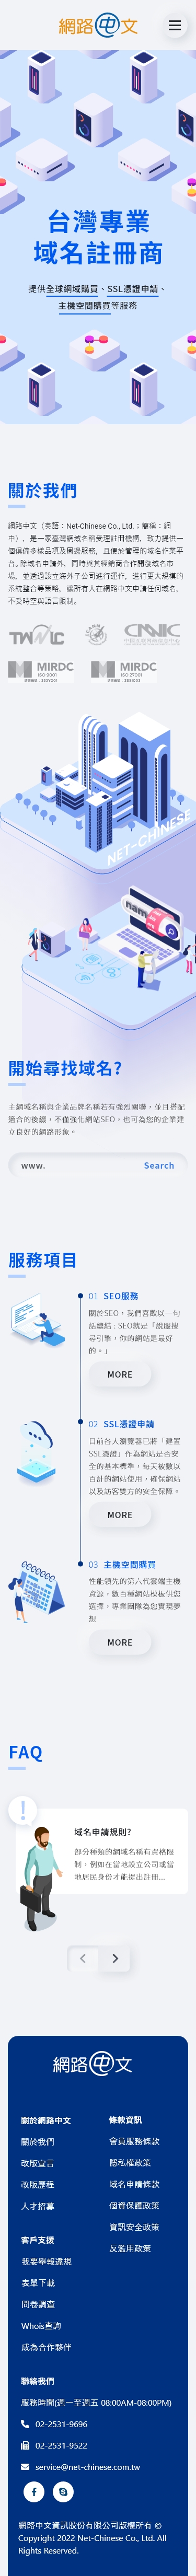 網路中文
台灣專業
域名註冊商
提供全球網域購買、SSL憑證申請、
主機空間購買等服務
關於我們
網路中文（英語：Net-Chinese Co., Ltd.；簡稱：網
中），是一家臺灣網域名稱受理註冊機構，致力提供一
個俱備多樣品項及周邊服務，且便於管理的域名作業平
台。除域名申請外，同時與其經銷商合作開發域名市
場，並透過設立海外子公司進行運作，進行更大規模的
系統整合等策略，讓所有人在網路中文申請任何域名，
不受時空與語言限制。
TWNIC
CNNIC
MIRDC
ISO 9001
MIRDC
ISO 27001
NET-CHINESE
name
開始尋找域名?
主網域名稱與企業品牌名稱若有強烈關聯，並且搭配
適合的後綴，不僅強化網站SEO，也可為您的企業建
立良好的網路形象。
www.
Search
服務項目
01 SEO服務
關於SEO，我們喜歡以一句
話總結 : SEO就是「說服搜
尋引擎，你的網站是最好
的。」
MORE
02 SSL憑證申請
目前各大瀏覽器已將「建置
SSL憑證」作為網站是否安
全的基本標準，每天被數以
百計的網站使用，確保網站
以及訪客雙方的安全保障。
MORE
03 主機空間購買
性能領先的第六代雲端主機
資源，數百種網站模板供您
選擇，專業團隊為您實現夢
想
MORE
FAQ
域名申請規則?
部分種類的網域名稱有資格限
制，例如在當地設立公司或當
地居民身份才能提出註冊...
網路中文
關於網路中文
關於我們
改版宣言
改版歷程
人才招募
客戶支援
我要舉報違規
表單下載
問卷調查
Whois查詢
成為合作夥伴
條款資訊
會員服務條款
隱私權政策
域名申請條款
個資保護政策
資訊安全政策
反濫用政策
聯絡我們
服務時間(週一至週五 08:00AM-08:00PM)
02-2531-9696
02-2531-9522
service@net-chinese.com.tw
網路中文資訊股份有限公司版權所有 ©
Copyright 2022 Net-Chinese Co., Ltd. All
Rights Reserved.